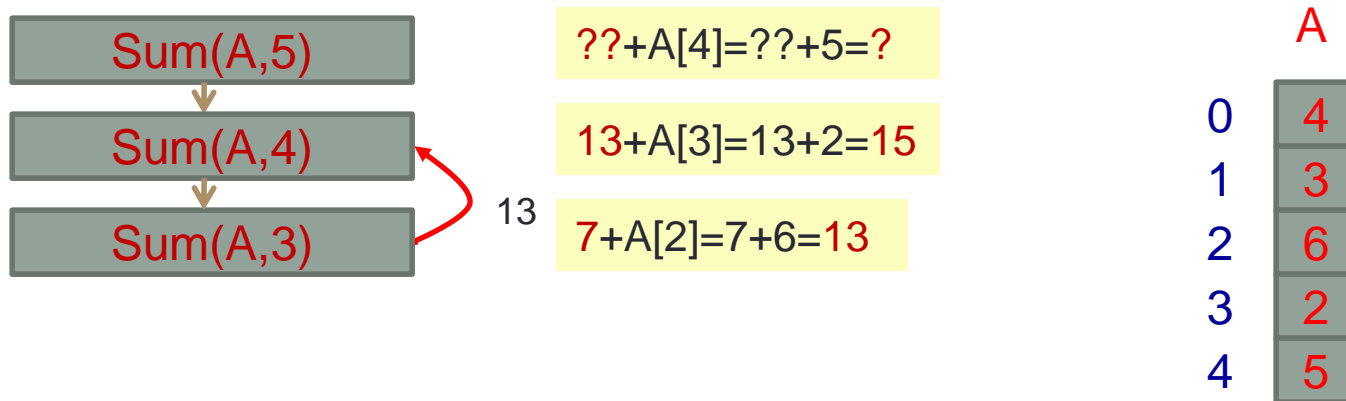 Sum(A,5)
??+A[4]=??+5=?
Sum(A,4)
13+A[3]=13+2=15
Sum(A,3)
13
7+A[2]=7+6=13
A
0 4
1 3
2 6
3 2
4 5